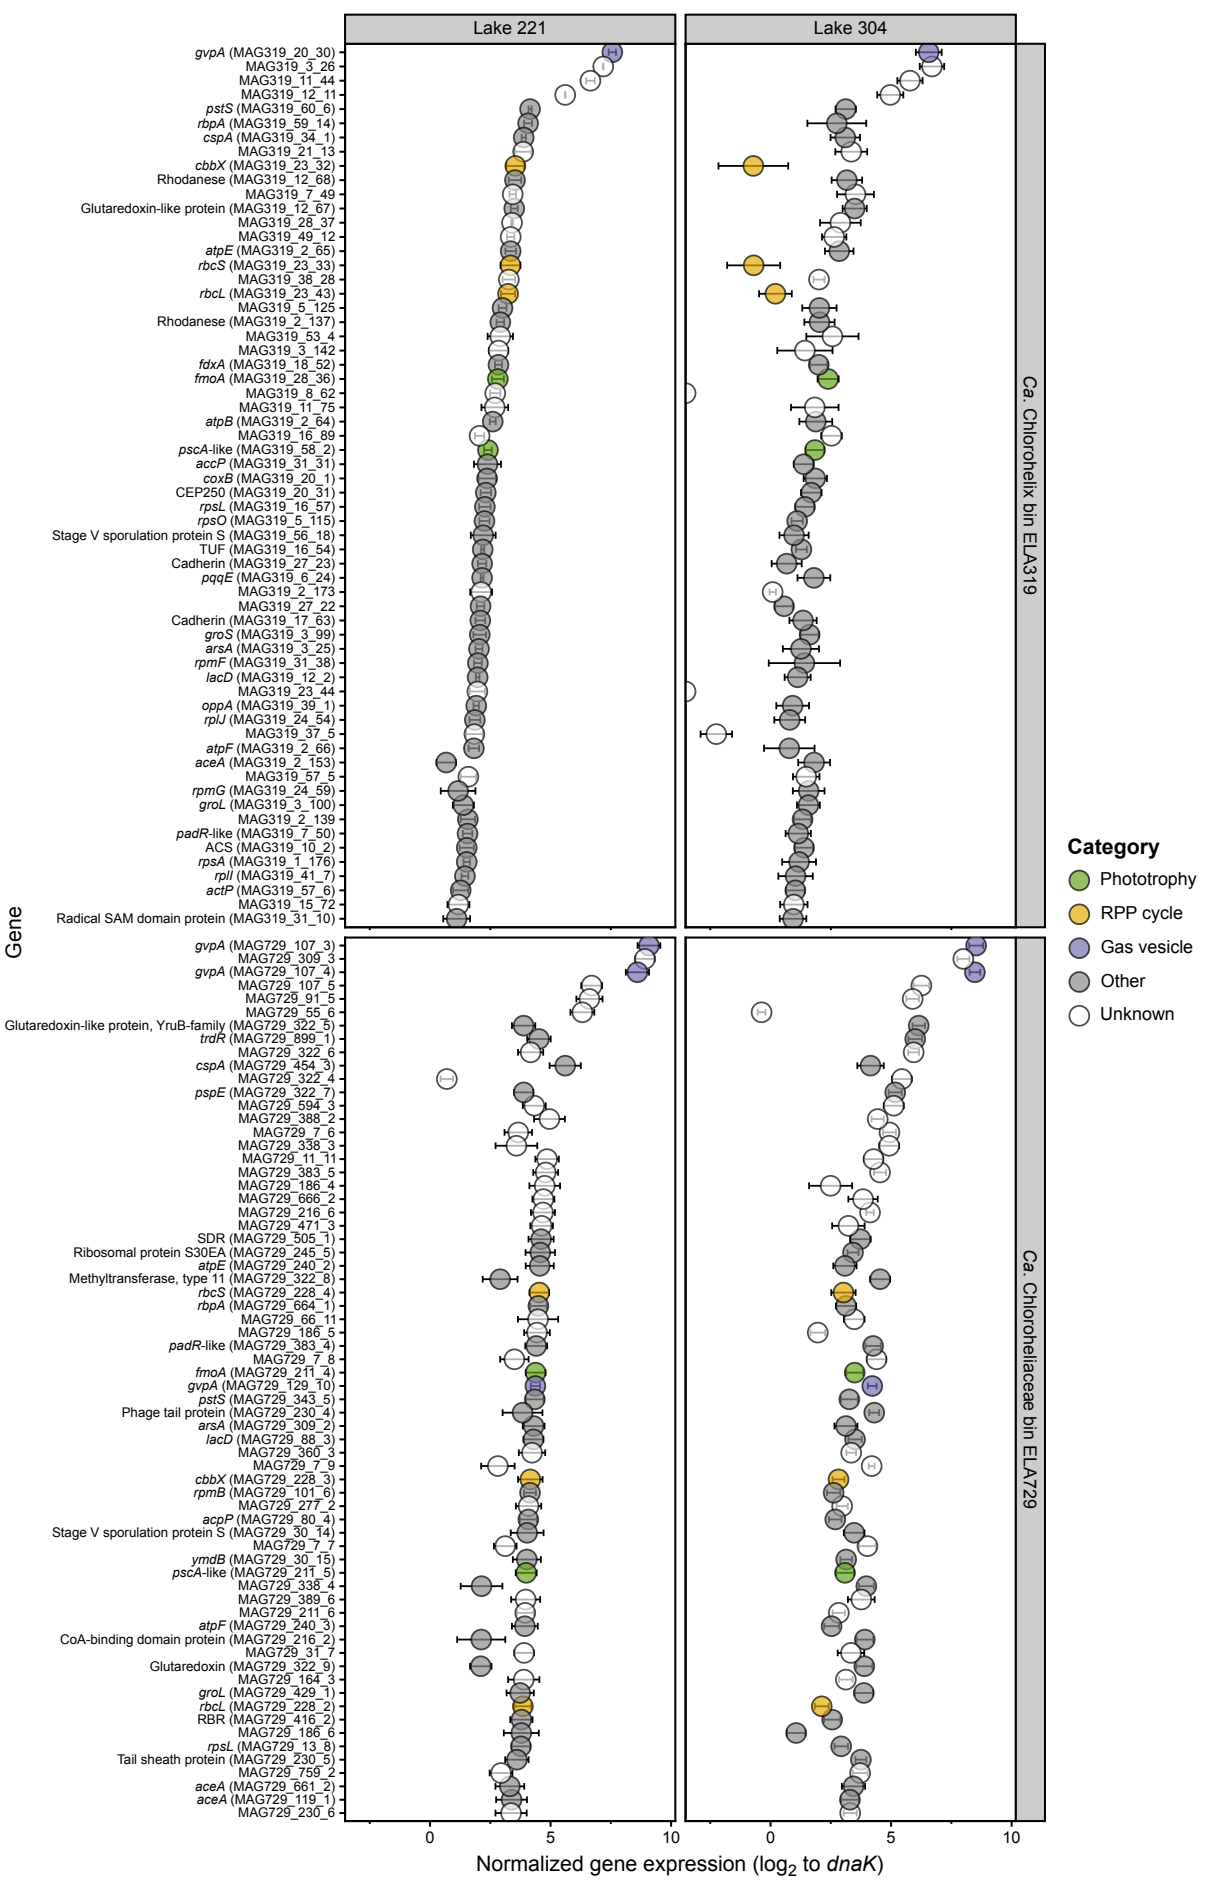 Lake 221
Lake 304
gvpA (MAG319_20_30)
MAG319_3_26
MAG319_11_44
MAG319_12_11
pstS (MAG319_60_6)
rbpA (MAG319_59_14)
cspA (MAG319_34_1)
MAG319_21_13
cbbX (MAG319_23_32)
Rhodanese (MAG319_12_68)
MAG319_7_49
Glutaredoxin-like protein (MAG319_12_67)
MAG319_28_37
MAG319_49_12
atpE (MAG319_2_65)
rbcS (MAG319_23_33)
MAG319_38_28
rbcL (MAG319_23_43)
MAG319_5_125
Rhodanese (MAG319_2_137)
MAG319_53_4
MAG319_3_142
fdxA (MAG319_18_52)
fmoA (MAG319_28_36)
MAG319_8_62
MAG319_11_75
atpB (MAG319_2_64)
MAG319_16_89
pscA-like (MAG319_58_2)
accP (MAG319_31_31)
coxB (MAG319_20_1)
CEP250 (MAG319_20_31)
rpsL (MAG319_16_57)
rpsO (MAG319_5_115)
Stage V sporulation protein S (MAG319_56_18)
TUF (MAG319_16_54)
Cadherin (MAG319_27_23)
pqqE (MAG319_6_24)
MAG319_2_173
MAG319_27_22
Cadherin (MAG319_17_63)
groS (MAG319_3_99)
arsA (MAG319_3_25)
rpmF (MAG319_31_38)
lacD (MAG319_12_2)
MAG319_23_44
oppA (MAG319_39_1)
rplJ (MAG319_24_54)
MAG319_37_5
atpF (MAG319_2_66)
aceA (MAG319_2_153)
MAG319_57_5
rpmG (MAG319_24_59)
groL (MAG319_3_100)
MAG319_2_139
padR-like (MAG319_7_50)
ACS (MAG319_10_2)
rpsA (MAG319_1_176)
rplI (MAG319_41_7)
actP (MAG319_57_6)
MAG319_15_72
Radical SAM domain protein (MAG319_31_10)
Ca. Chlorohelix bin ELA319
Category
Phototrophy
RPP cycle
Gas vesicle
Other
Unknown
Gene
gvpA (MAG729_107_3)
MAG729_309_3
gvpA (MAG729_107_4)
MAG729_107_5
MAG729_91_5
MAG729_55_6
Glutaredoxin-like protein, YruB-family (MAG729_322_5)
trdR (MAG729_899_1)
MAG729_322_6
cspA (MAG729_454_3)
MAG729_322_4
pspE (MAG729_322_7)
MAG729_594_3
MAG729_388_2
MAG729_7_6
MAG729_338_3
MAG729_11_11
MAG729_383_5
MAG729_186_4
MAG729_666_2
MAG729_216_6
MAG729_471_3
SDR (MAG729_505_1)
Ribosomal protein S30EA (MAG729_245_5)
atpE (MAG729_240_2)
Methyltransferase, type 11 (MAG729_322_8)
rbcS (MAG729_228_4)
rbpA (MAG729_664_1)
MAG729_66_11
MAG729_186_5
padR-like (MAG729_383_4)
MAG729_7_8
fmoA (MAG729_211_4)
gvpA (MAG729_129_10)
pstS (MAG729_343_5)
Phage tail protein (MAG729_230_4)
arsA (MAG729_309_2)
lacD (MAG729_88_3)
MAG729_360_3
MAG729_7_9
cbbX (MAG729_228_3)
rpmB (MAG729_101_6)
MAG729_277_2
acpP (MAG729_80_4)
Stage V sporulation protein S (MAG729_30_14)
MAG729_7_7
ymdB (MAG729_30_15)
pscA-like (MAG729_211_5)
MAG729_338_4
MAG729_389_6
MAG729_211_6
atpF (MAG729_240_3)
CoA-binding domain protein (MAG729_216_2)
MAG729_31_7
Glutaredoxin (MAG729_322_9)
MAG729_164_3
groL (MAG729_429_1)
rbcL (MAG729_228_2)
RBR (MAG729_416_2)
MAG729_186_6
rpsL (MAG729_13_8)
Tail sheath protein (MAG729_230_5)
MAG729_759_2
aceA (MAG729_661_2)
aceA (MAG729_119_1)
MAG729_230_6
Ca. Chloroheliaceae bin ELA729
0 5 10 0 5 10
Normalized gene expression (log2 to dnaK)